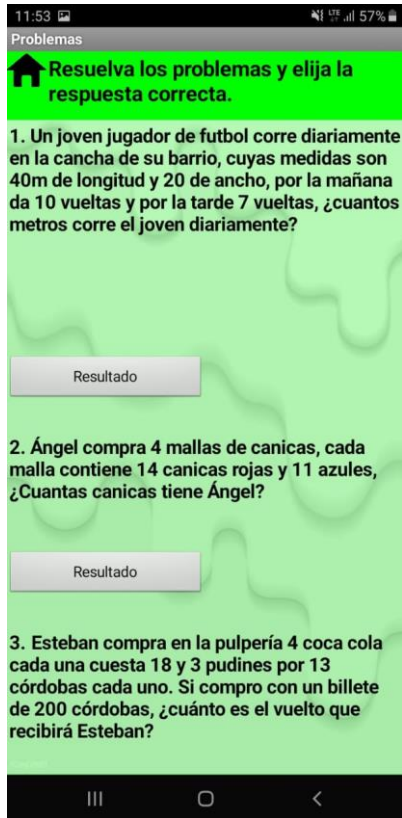 11:53 LTE 57%
Problemas
Resuelva los problemas y elija la
respuesta correcta.
1. Un joven jugador de futbol corre diariamente
en la cancha de su barrio, cuyas medidas son
40m de longitud y 20 de ancho, por la mañana
da 10 vueltas y por la tarde 7 vueltas, ¿cuantos
metros corre el joven diariamente?
Resultado
2. Ángel compra 4 mallas de canicas, cada
malla contiene 14 canicas rojas y 11 azules,
¿Cuantas canicas tiene Ángel?
Resultado
3. Esteban compra en la pulpería 4 coca cola
cada una cuesta 18 y 3 pudines por 13
córdobas cada uno. Si compro con un billete
de 200 córdobas, ¿cuánto es el vuelto que
recibirá Esteban?